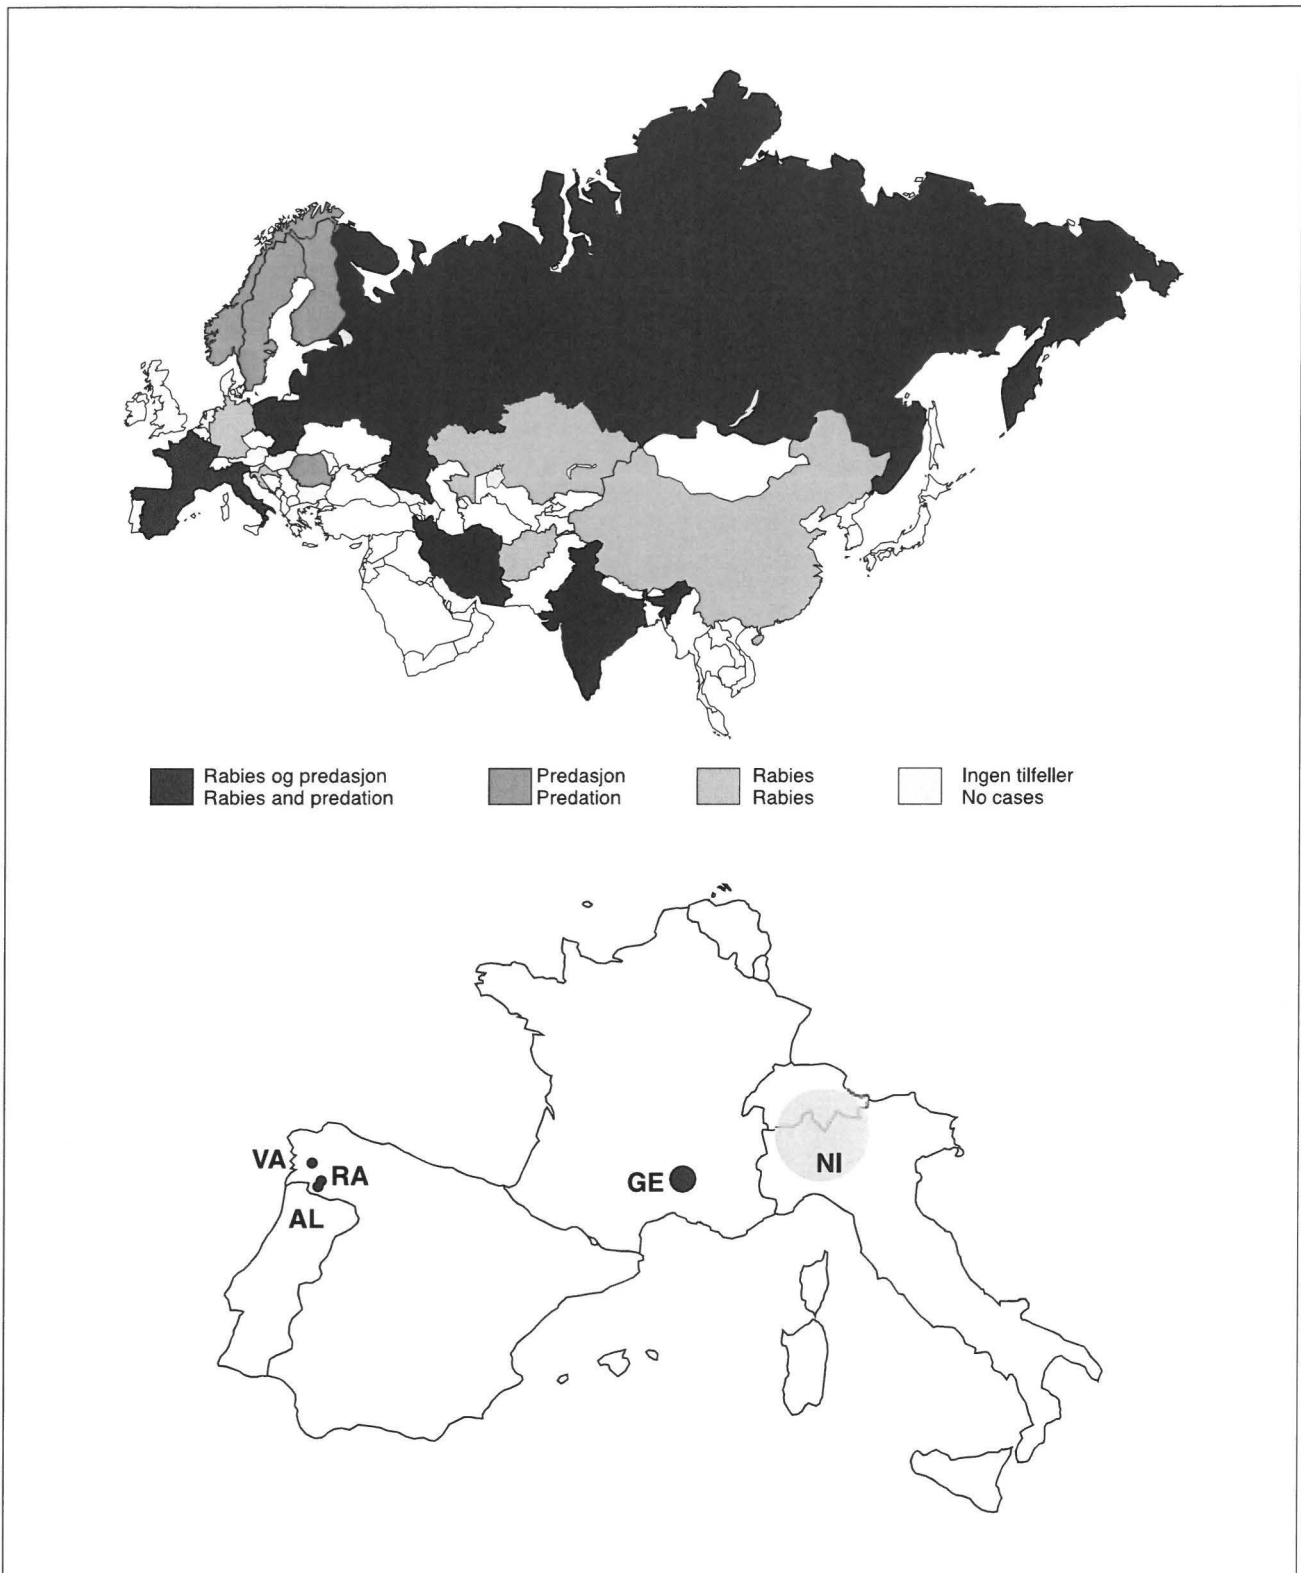 Rabies og predasjon
Rabies and predation
Predasjon
Predation
Rabies
Rabies
Ingen tilfeller
No cases
VA
RA
AL
GE
NI